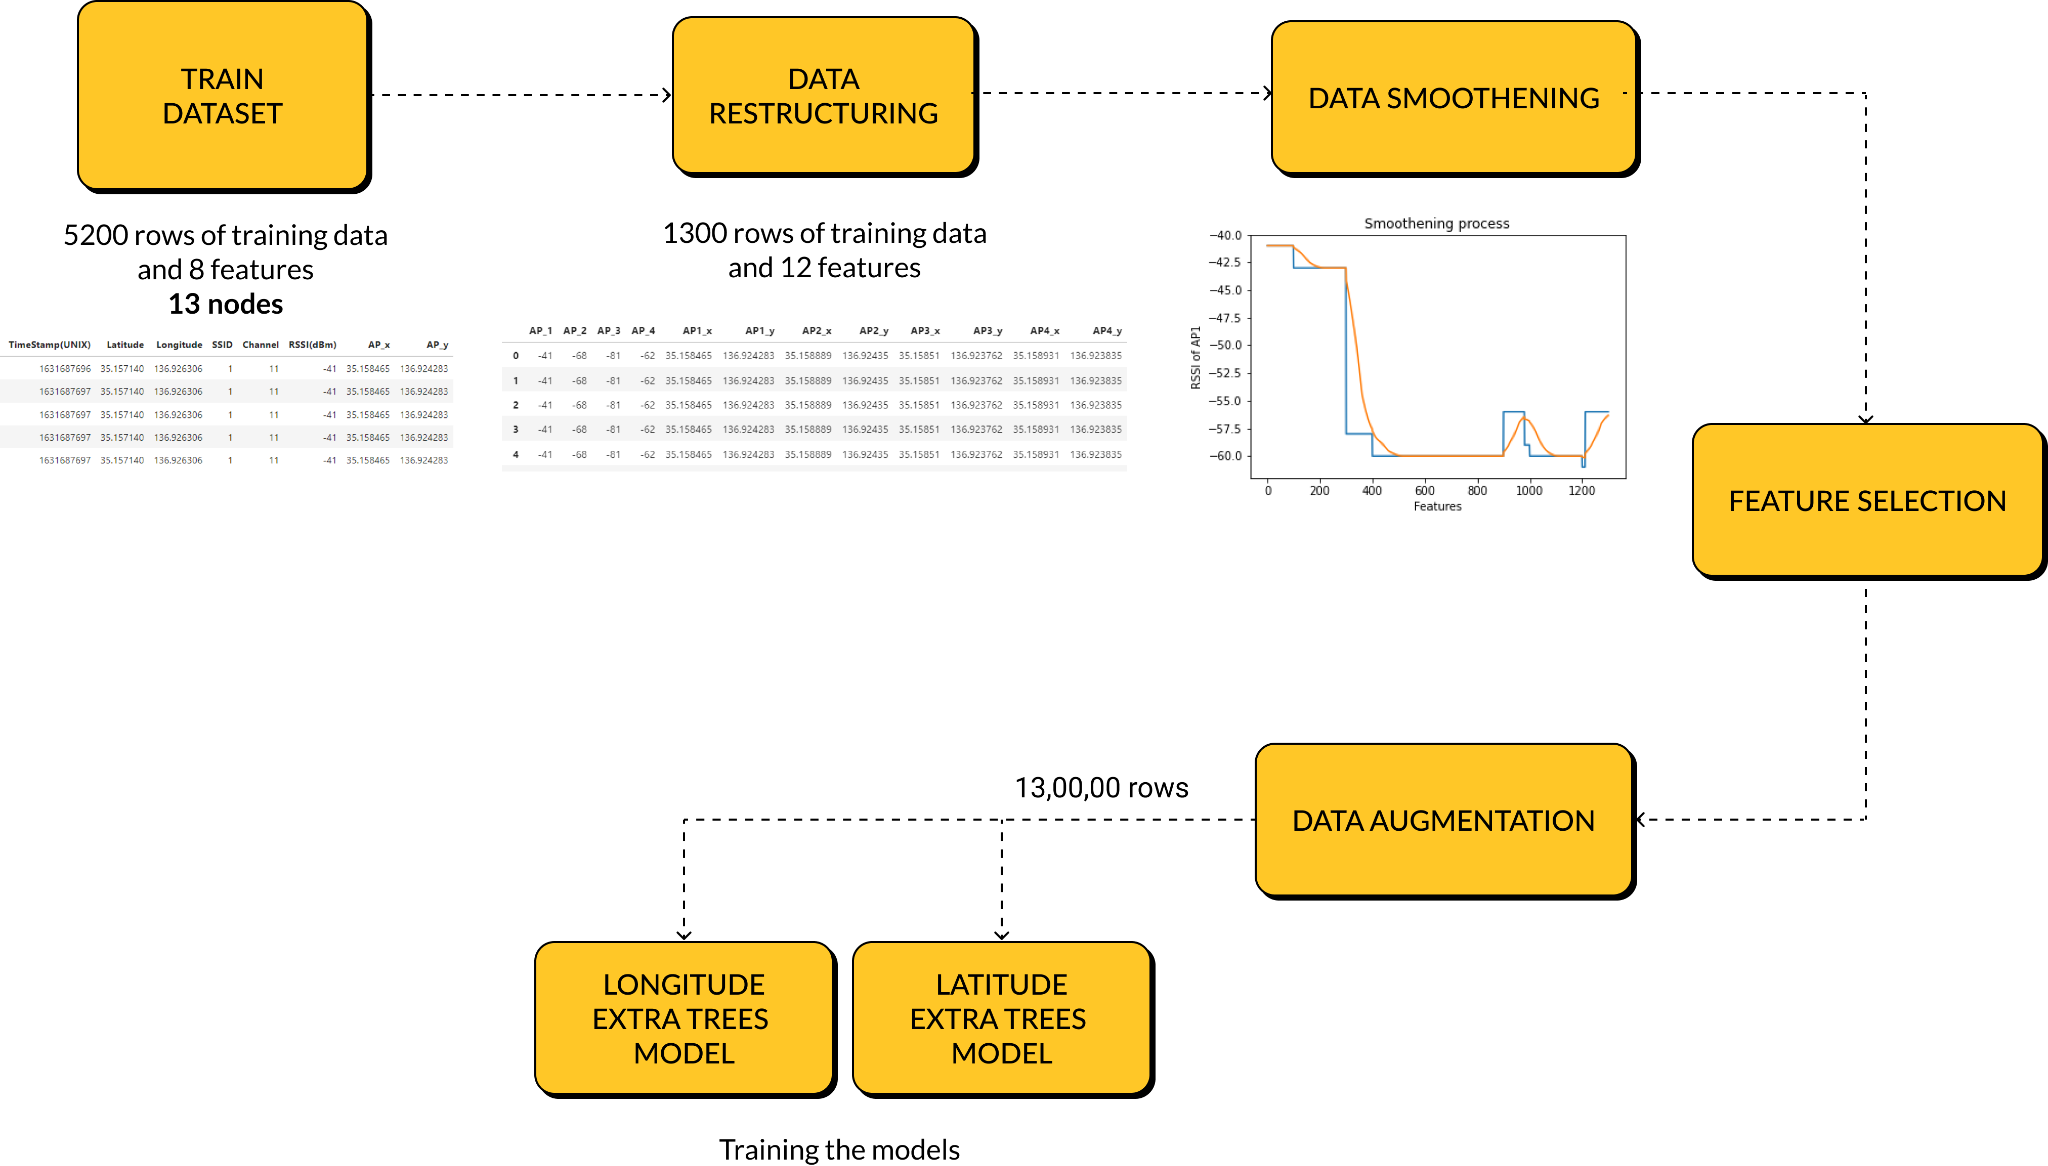 TRAIN
DATASET
DATA
RESTRUCTURING
DATA SMOOTHENING
5200 rows of training data
and 8 features
13 nodes
TimeStamp(UNIX) Latitude Longitude SSID Channel RSSI(dBm) AP_x AP_y
1631687696 35.157140 136.926306 1 11 -41 35.158465 136.924283
1631687697 35.157140 136.926306 1 11 -41 35.158465 136.924283
1631687697 35.157140 136.926306 1 11 -41 35.158465 136.924283
1631687697 35.157140 136.926306 1 11 -41 35.158465 136.924283
1631687697 35.157140 136.926306 1 11 -41 35.158465 136.924283
1300 rows of training data
and 12 features
AP_1 AP_2 AP_3 AP_4 AP1_x AP1_y AP2_x AP2_y AP3_x AP3_y AP4_x AP4_y
0 -41 -68 -81 -62 35.158465 136.924283 35.158889 136.92435 35.15851 136.923762 35.158931 136.923835
1 -41 -68 -81 -62 35.158465 136.924283 35.158889 136.92435 35.15851 136.923762 35.158931 136.923835
2 -41 -68 -81 -62 35.158465 136.924283 35.158889 136.92435 35.15851 136.923762 35.158931 136.923835
3 -41 -68 -81 -62 35.158465 136.924283 35.158889 136.92435 35.15851 136.923762 35.158931 136.923835
4 -41 -68 -81 -62 35.158465 136.924283 35.158889 136.92435 35.15851 136.923762 35.158931 136.923835
Smoothening process
RSSI of AP1
−40.0
−42.5
−45.0
−47.5
−50.0
−52.5
−55.0
−57.5
−60.0
0 200 400 600 800 1000 1200
Features
FEATURE SELECTION
DATA AUGMENTATION
13,00,00 rows
LONGITUDE
EXTRA TREES
MODEL
LATITUDE
EXTRA TREES
MODEL
Training the models